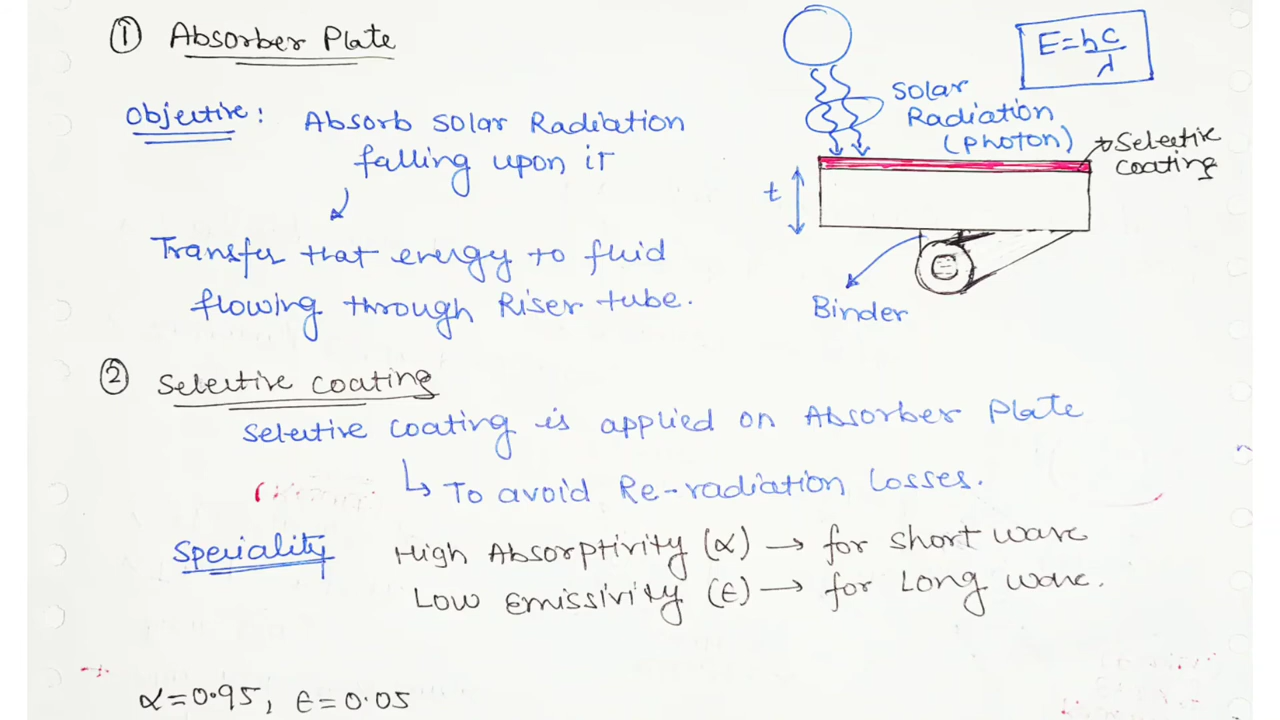 ① Absorber Plate
E = hc/λ
Objective: Absorb solar Radiation
falling upon it
Solar
Radiation
(photon)
Selective
coating
t
Transfer that energy to fluid
flowing through Riser tube.
Binder
② Selective coating
Selective coating is applied on Absorber Plate
↳ To avoid Re-radiation Losses.
Speciality High Absorptivity (α) → for short wave
Low Emissivity (ϵ) → for Long wave.
α = 0.95, ϵ = 0.05